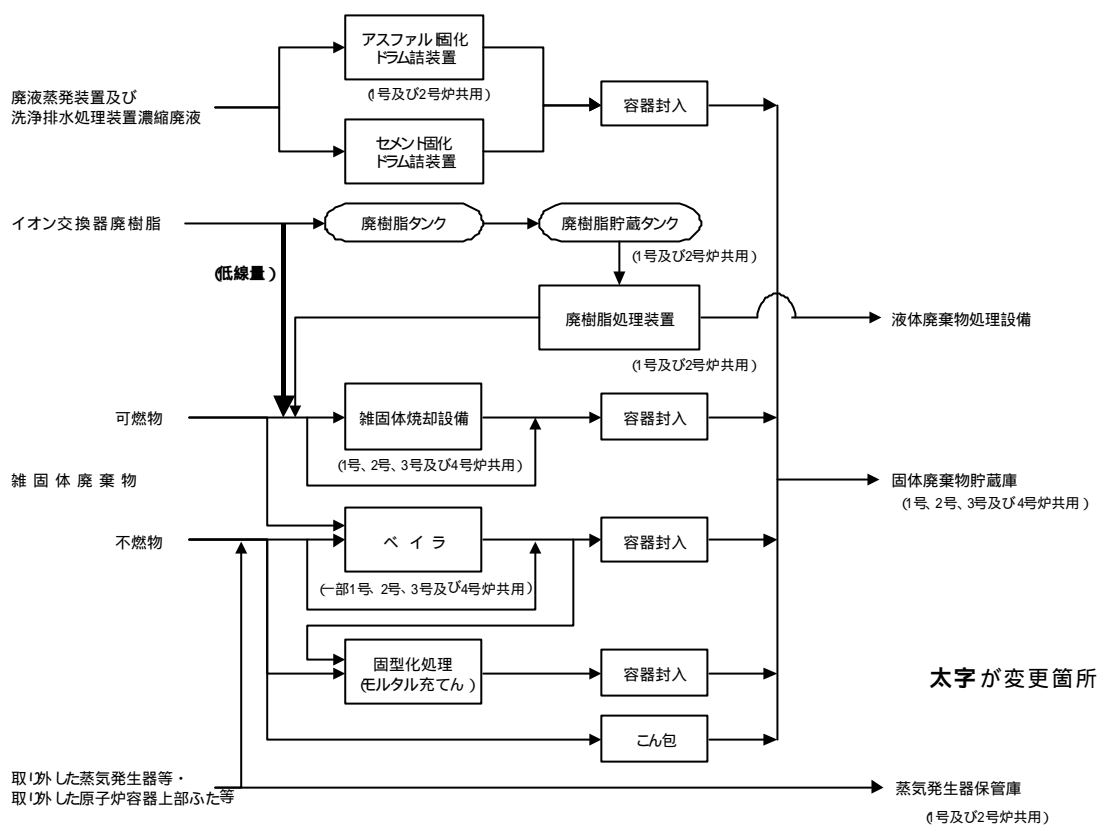 アスファルト固化
ドラム詰装置
(1号及び2号炉共用)
廃液蒸発装置及び
洗浄排水処理装置濃縮廃液
容器封入
セメント固化
ドラム詰装置
イオン交換器廃樹脂
廃樹脂タンク
廃樹脂貯蔵タンク
(低線量)
(1号及び2号炉共用)
廃樹脂処理装置
液体廃棄物処理設備
(1号及び2号炉共用)
可燃物
雑固体焼却設備
容器封入
(1号、2号、3号及び4号炉共用)
雑固体廃棄物
固体廃棄物貯蔵庫
(1号、2号、3号及び4号炉共用)
不燃物
ベイラ
容器封入
(一部1号、2号、3号及び4号炉共用)
固型化処理
(モルタル充てん)
容器封入
太字が変更箇所
こん包
取り外した蒸気発生器等・
取り外した原子炉容器上部ふた等
蒸気発生器保管庫
(1号及び2号炉共用)